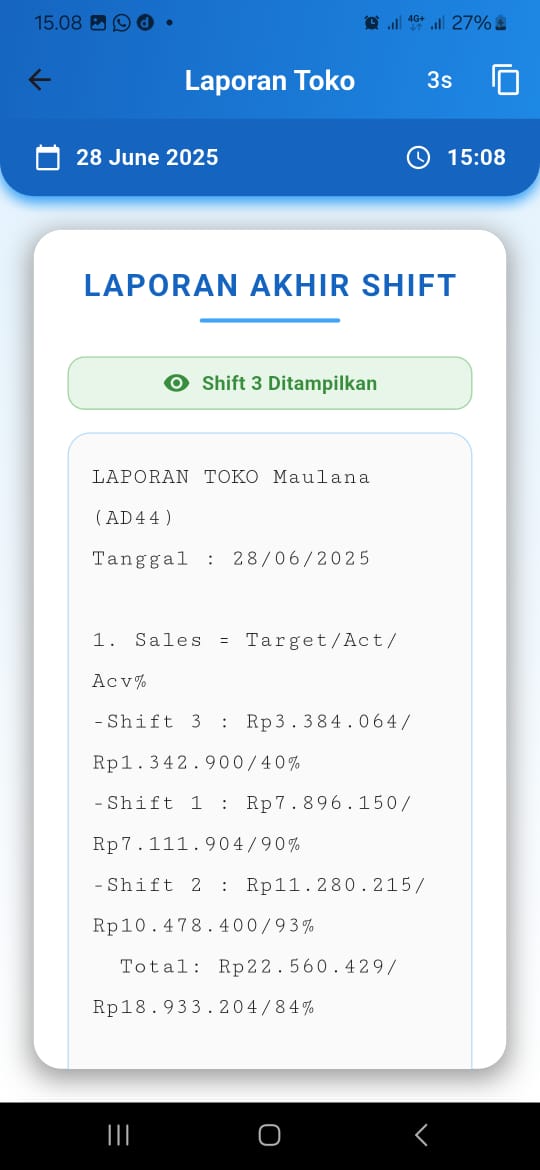 15.08 4G+ 27%
Laporan Toko 3s
28 June 2025 15:08
LAPORAN AKHIR SHIFT
Shift 3 Ditampilkan
LAPORAN TOKO Maulana
(AD44)
Tanggal : 28/06/2025
1. Sales = Target/Act/
Acv%
-Shift 3 : Rp3.384.064/
Rp1.342.900/40%
-Shift 1 : Rp7.896.150/
Rp7.111.904/90%
-Shift 2 : Rp11.280.215/
Rp10.478.400/93%
Total: Rp22.560.429/
Rp18.933.204/84%